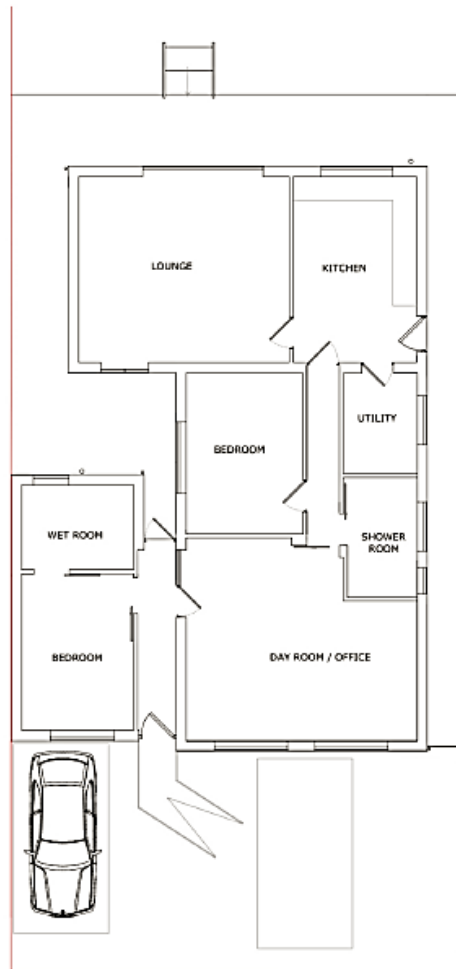 LOUNGE
KITCHEN
UTILITY
BEDROOM
WET ROOM
SHOWER
ROOM
BEDROOM
DAY ROOM / OFFICE